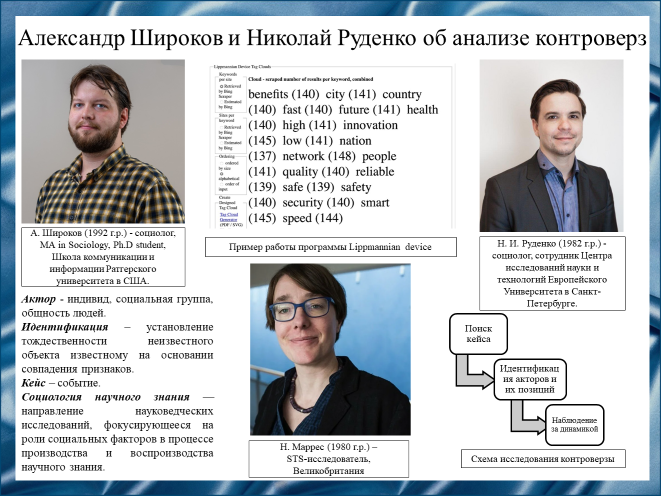 Александр Широков и Николай Руденко об анализе контроверз
Lippmannian Device Tag Clouds
Keywords
per site
Retrieved
by Bing
Scraper
Estimated
by Bing
Sites per
keyword
Retrieved
by Bing
Scraper
Estimated
by Bing
Ordering
ordered
by size
alphabetical
order of
input
Create
Designed
Tag Cloud
Tag Cloud
Generator
(PDF / SVG)
Cloud - scraped number of results per keyword, combined
benefits (140) city (141) country
(140) fast (140) future (141) health
(140) high (141) innovation
(145) low (141) nation
(137) network (148) people
(141) quality (140) reliable
(139) safe (139) safety
(140) security (140) smart
(145) speed (144)
А. Широков (1992 г.р.) - социолог,
MA in Sociology, Ph.D student,
Школа коммуникации и
информации Раттерского
университета в США.
Пример работы программы Lippmannian device
Н. И. Руденко (1982 г.р.) -
социолог, сотрудник Центра
исследований науки и
технологий Европейского
Университета в Санкт-
Петербурге.
Актор - индивид, социальная группа,
общность людей.
Идентификация – установление
тождественности неизвестного
объекта известному на основании
совпадения признаков.
Кейс – событие.
Социология научного знания —
направление науковедческих
исследований, фокусирующееся на
роли социальных факторов в процессе
производства и воспроизводства
научного знания.
Н. Маррес (1980 г.р.) –
STS-исследователь,
Великобритания
Поиск
кейса
Идентификац
ия акторов и
их позиций
Наблюдение
за динамикой
Схема исследования контроверзы